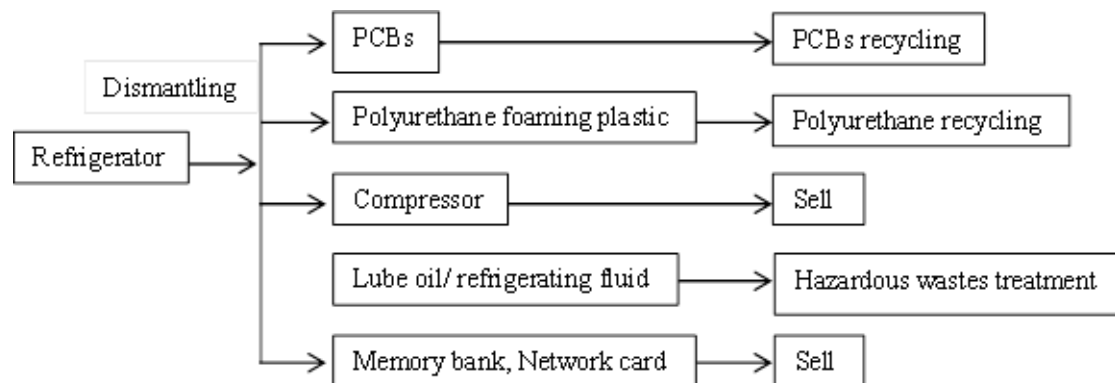 PCBs
PCBs recycling
Dismantling
Polyurethane foaming plastic
Polyurethane recycling
Refrigerator
Compressor
Sell
Lube oil/ refrigerating fluid
Hazardous wastes treatment
Memory bank, Network card
Sell